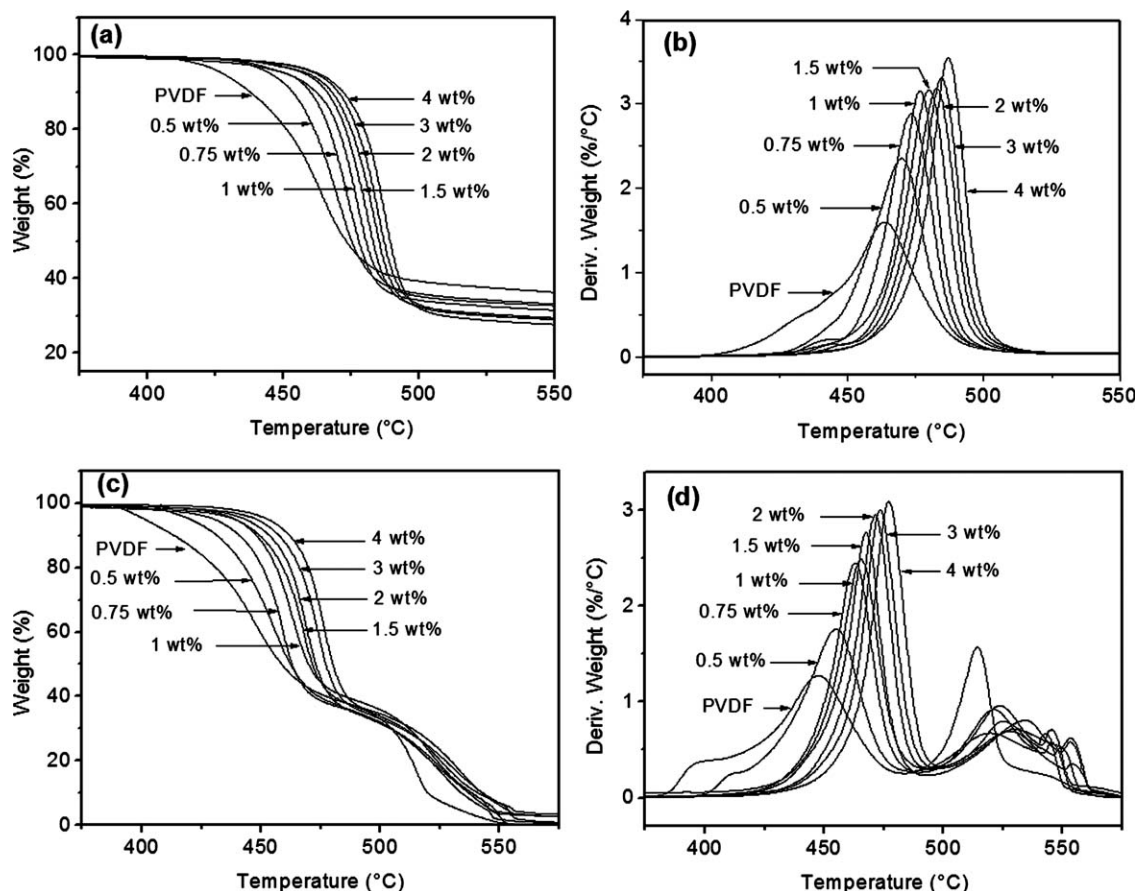 (a)
100
80
60
40
20
Weight (%)
PVDF
0.5 wt%
0.75 wt%
1 wt%
4 wt%
3 wt%
2 wt%
1.5 wt%
400 450 500 550
Temperature (°C)
(b)
4
3
2
1
0
Deriv. Weight (%/°C)
1.5 wt%
1 wt%
0.75 wt%
0.5 wt%
PVDF
2 wt%
3 wt%
4 wt%
400 450 500 550
Temperature (°C)
(c)
100
80
60
40
20
0
Weight (%)
PVDF
0.5 wt%
0.75 wt%
1 wt%
4 wt%
3 wt%
2 wt%
1.5 wt%
400 450 500 550
Temperature (°C)
(d)
3
2
1
0
Deriv. Weight (%/°C)
2 wt%
1.5 wt%
1 wt%
0.75 wt%
0.5 wt%
PVDF
3 wt%
4 wt%
400 450 500 550
Temperature (°C)